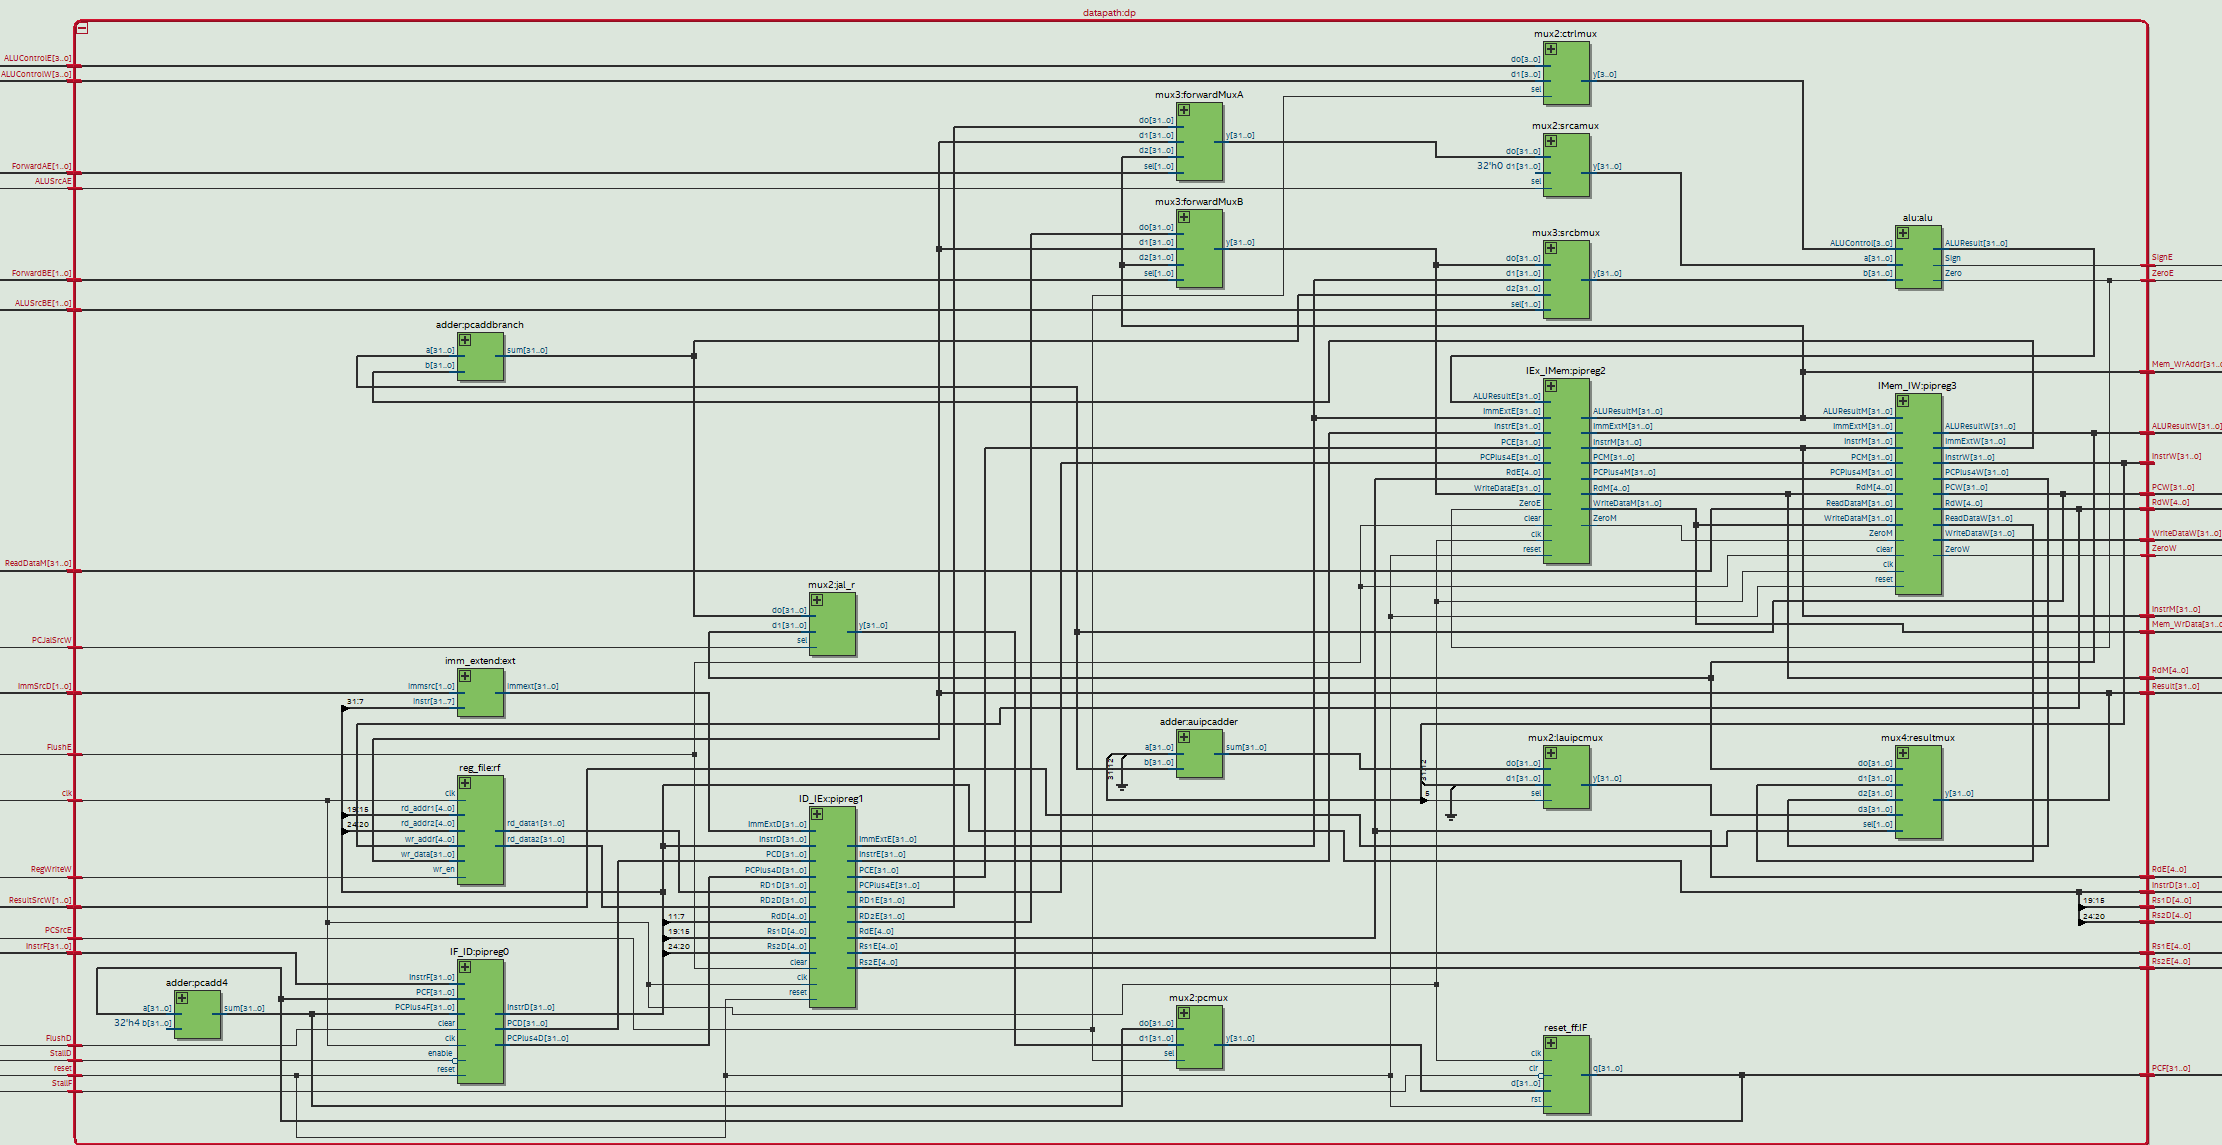 datapath:dp
ALUControlE[3..0]
ALUControlW[3..0]
ForwardAE[1..0]
ALUSrcAE
ForwardBE[1..0]
ALUSrcBE[1..0]
ReadDataM[31..0]
PCJalSrcW
ImmSrcD[1..0]
FlushE
clk
RegWriteW
ResultSrcW[1..0]
PCSrcE
InstrF[31..0]
FlushD
StallD
reset
StallF
mux2:ctrlmux
d0[3..0]
d1[3..0]
sel
y[3..0]
mux3:forwardMuxA
d0[31..0]
d1[31..0]
d2[31..0]
sel[1..0]
y[31..0]
mux2:srcamux
d0[31..0]
32'h0 d1[31..0]
sel
y[31..0]
mux3:forwardMuxB
d0[31..0]
d1[31..0]
d2[31..0]
sel[1..0]
y[31..0]
mux3:srcbmux
d0[31..0]
d1[31..0]
d2[31..0]
sel[1..0]
y[31..0]
alu:alu
ALUControl[3..0]
a[31..0]
b[31..0]
ALUResult[31..0]
Sign
Zero
adder:pcaddbranch
a[31..0]
b[31..0]
sum[31..0]
IEx_IMem:pipreg2
ALUResultE[31..0]
ImmExtE[31..0]
InstrE[31..0]
PCE[31..0]
PCPlus4E[31..0]
RdE[4..0]
WriteDataE[31..0]
ZeroE
clear
clk
reset
ALUResultM[31..0]
ImmExtM[31..0]
InstrM[31..0]
PCM[31..0]
PCPlus4M[31..0]
RdM[4..0]
WriteDataM[31..0]
ZeroM
IMem_IW:pipreg3
ALUResultM[31..0]
ImmExtM[31..0]
InstrM[31..0]
PCM[31..0]
PCPlus4M[31..0]
RdM[4..0]
ReadDataM[31..0]
WriteDataM[31..0]
ZeroM
clear
clk
reset
ALUResultW[31..0]
ImmExtW[31..0]
InstrW[31..0]
PCPlus4W[31..0]
PCW[31..0]
RdW[4..0]
ReadDataW[31..0]
WriteDataW[31..0]
ZeroW
mux2:jal_r
d0[31..0]
d1[31..0]
sel
y[31..0]
imm_extend:ext
immsrc[1..0]
31:7
instr[31..7]
immext[31..0]
reg_file:rf
clk
19:15
rd_addr1[4..0]
24:20
rd_addr2[4..0]
wr_addr[4..0]
wr_data[31..0]
wr_en
rd_data1[31..0]
rd_data2[31..0]
ID_IEx:pipreg1
ImmExtD[31..0]
InstrD[31..0]
PCD[31..0]
PCPlus4D[31..0]
RD1D[31..0]
RD2D[31..0]
11:7
RdD[4..0]
19:15
Rs1D[4..0]
24:20
Rs2D[4..0]
clear
clk
reset
ImmExtE[31..0]
InstrE[31..0]
PCE[31..0]
PCPlus4E[31..0]
RD1E[31..0]
RD2E[31..0]
RdE[4..0]
Rs1E[4..0]
Rs2E[4..0]
adder:auipcadder
31:12
a[31..0]
b[31..0]
sum[31..0]
mux2:lauipcmux
31:12
d0[31..0]
d1[31..0]
5
sel
y[31..0]
mux4:resultmux
d0[31..0]
d1[31..0]
d2[31..0]
d3[31..0]
sel[1..0]
y[31..0]
adder:pcadd4
a[31..0]
32'h4 b[31..0]
sum[31..0]
IF_ID:pipreg0
InstrF[31..0]
PCF[31..0]
PCPlus4F[31..0]
clear
clk
enable
reset
InstrD[31..0]
PCD[31..0]
PCPlus4D[31..0]
mux2:pcmux
d0[31..0]
d1[31..0]
sel
y[31..0]
reset_ff:IF
clk
clr
d[31..0]
rst
q[31..0]
SignE
ZeroE
Mem_WrAddr[31..0
ALUResultW[31..0]
InstrW[31..0]
PCW[31..0]
RdW[4..0]
WriteDataW[31..0]
ZeroW
InstrM[31..0]
Mem_WrData[31..0
RdM[4..0]
Result[31..0]
RdE[4..0]
InstrD[31..0]
19:15
Rs1D[4..0]
24:20
Rs2D[4..0]
Rs1E[4..0]
Rs2E[4..0]
PCF[31..0]